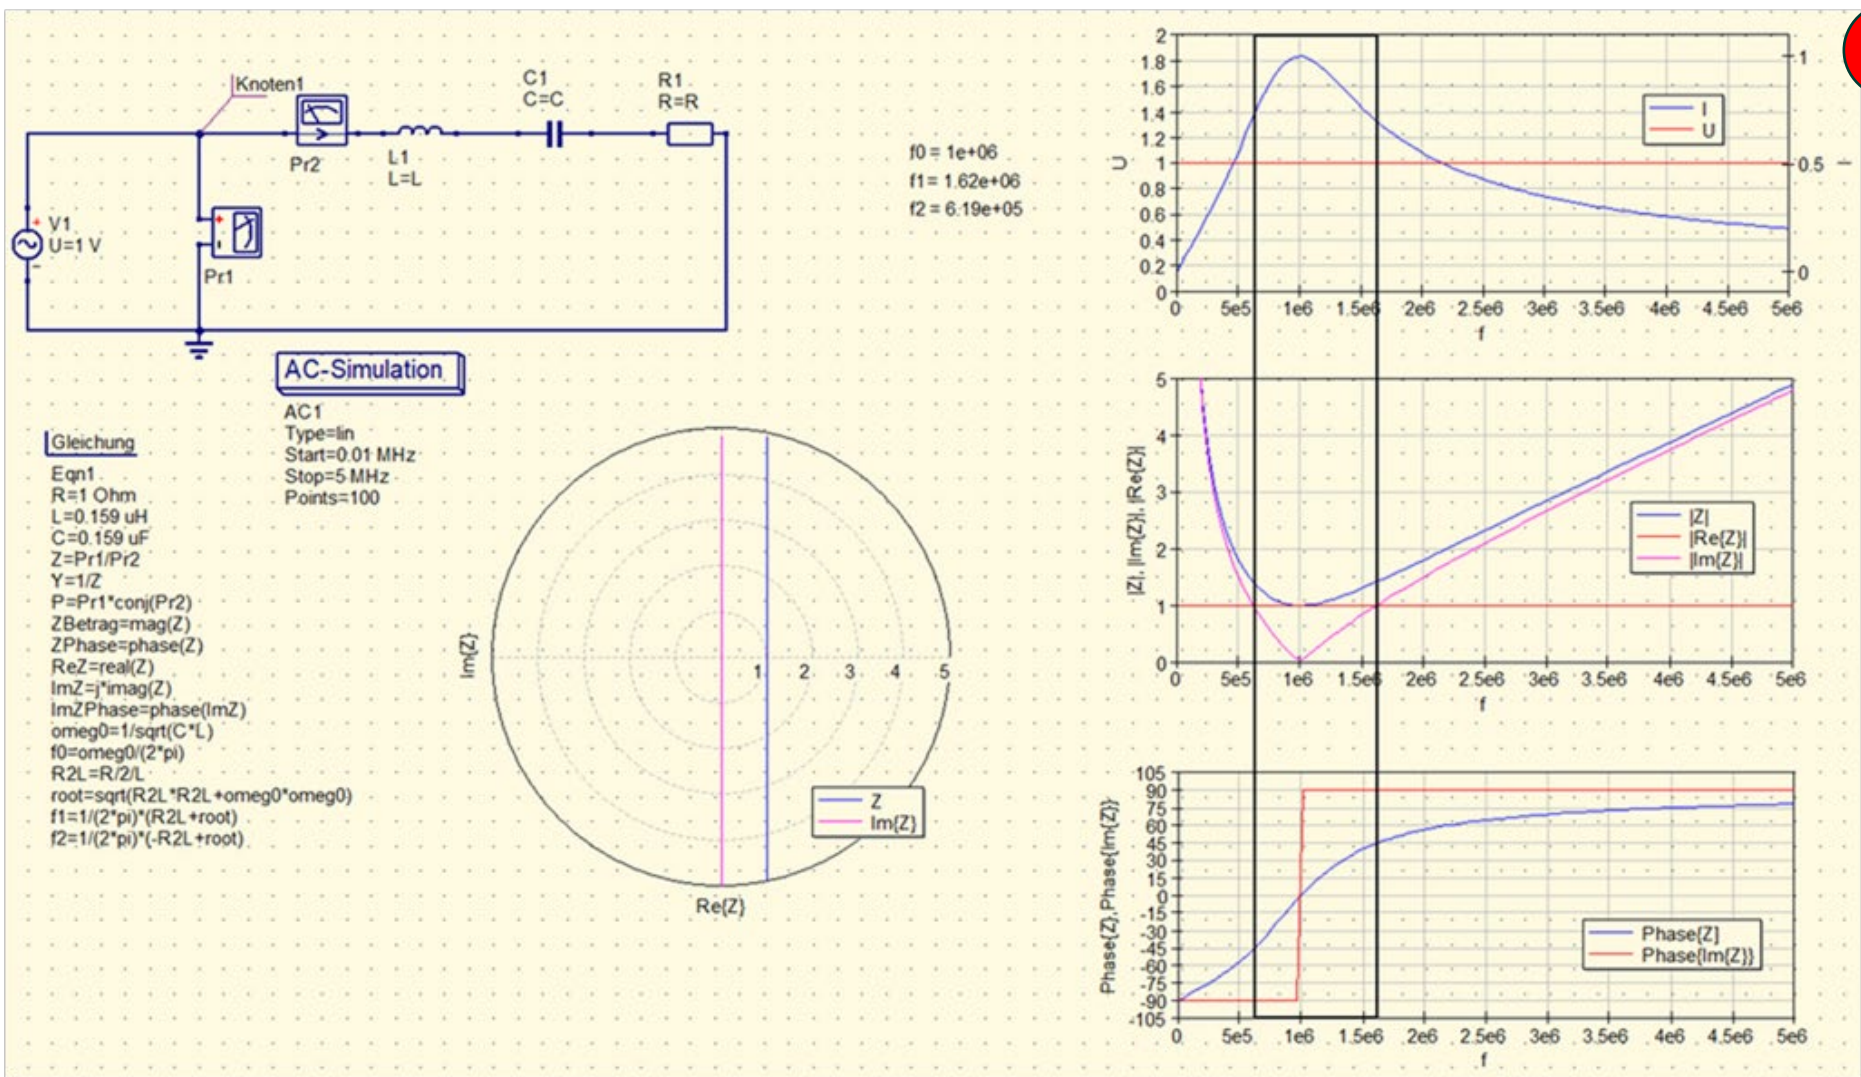 Knoten1
Pr2
L1
L=L
C1
C=C
R1
R=R
V1
U=1 V
Pr1
f0 = 1e+06
f1 = 1.62e+06
f2 = 6.19e+05
AC-Simulation
AC1
Type=lin
Start=0.01 MHz
Stop=5 MHz
Points=100
Gleichung
Eqn1
R=1 Ohm
L=0.159 uH
C=0.159 uF
Z=Pr1/Pr2
Y=1/Z
P=Pr1*conj(Pr2)
ZBetrag=mag(Z)
ZPhase=phase(Z)
ReZ=real(Z)
ImZ=j*imag(Z)
ImZPhase=phase(ImZ)
omeg0=1/sqrt(C*L)
f0=omeg0/(2*pi)
R2L=R/2/L
root=sqrt(R2L*R2L+omeg0*omeg0)
f1=1/(2*pi)*(R2L+root)
f2=1/(2*pi)*(-R2L+root)
Im{Z}
1 2 3 4 5
Z
Im{Z}
Re{Z}
2
1.8
1.6
1.4
1.2
1
0.8
0.6
0.4
0.2
0
U
1
0.5
0
I
I
U
0 5e5 1e6 1.5e6 2e6 2.5e6 3e6 3.5e6 4e6 4.5e6 5e6
f
5
4
3
2
1
0
|Z|, |Im{Z}|, |Re{Z}|
|Z|
|Re{Z}|
|Im{Z}|
0 5e5 1e6 1.5e6 2e6 2.5e6 3e6 3.5e6 4e6 4.5e6 5e6
f
105
90
75
60
45
30
15
0
-15
-30
-45
-60
-75
-90
-105
Phase{Z},Phase{Im{Z}}
Phase{Z]
Phase{Im{Z}}
0 5e5 1e6 1.5e6 2e6 2.5e6 3e6 3.5e6 4e6 4.5e6 5e6
f